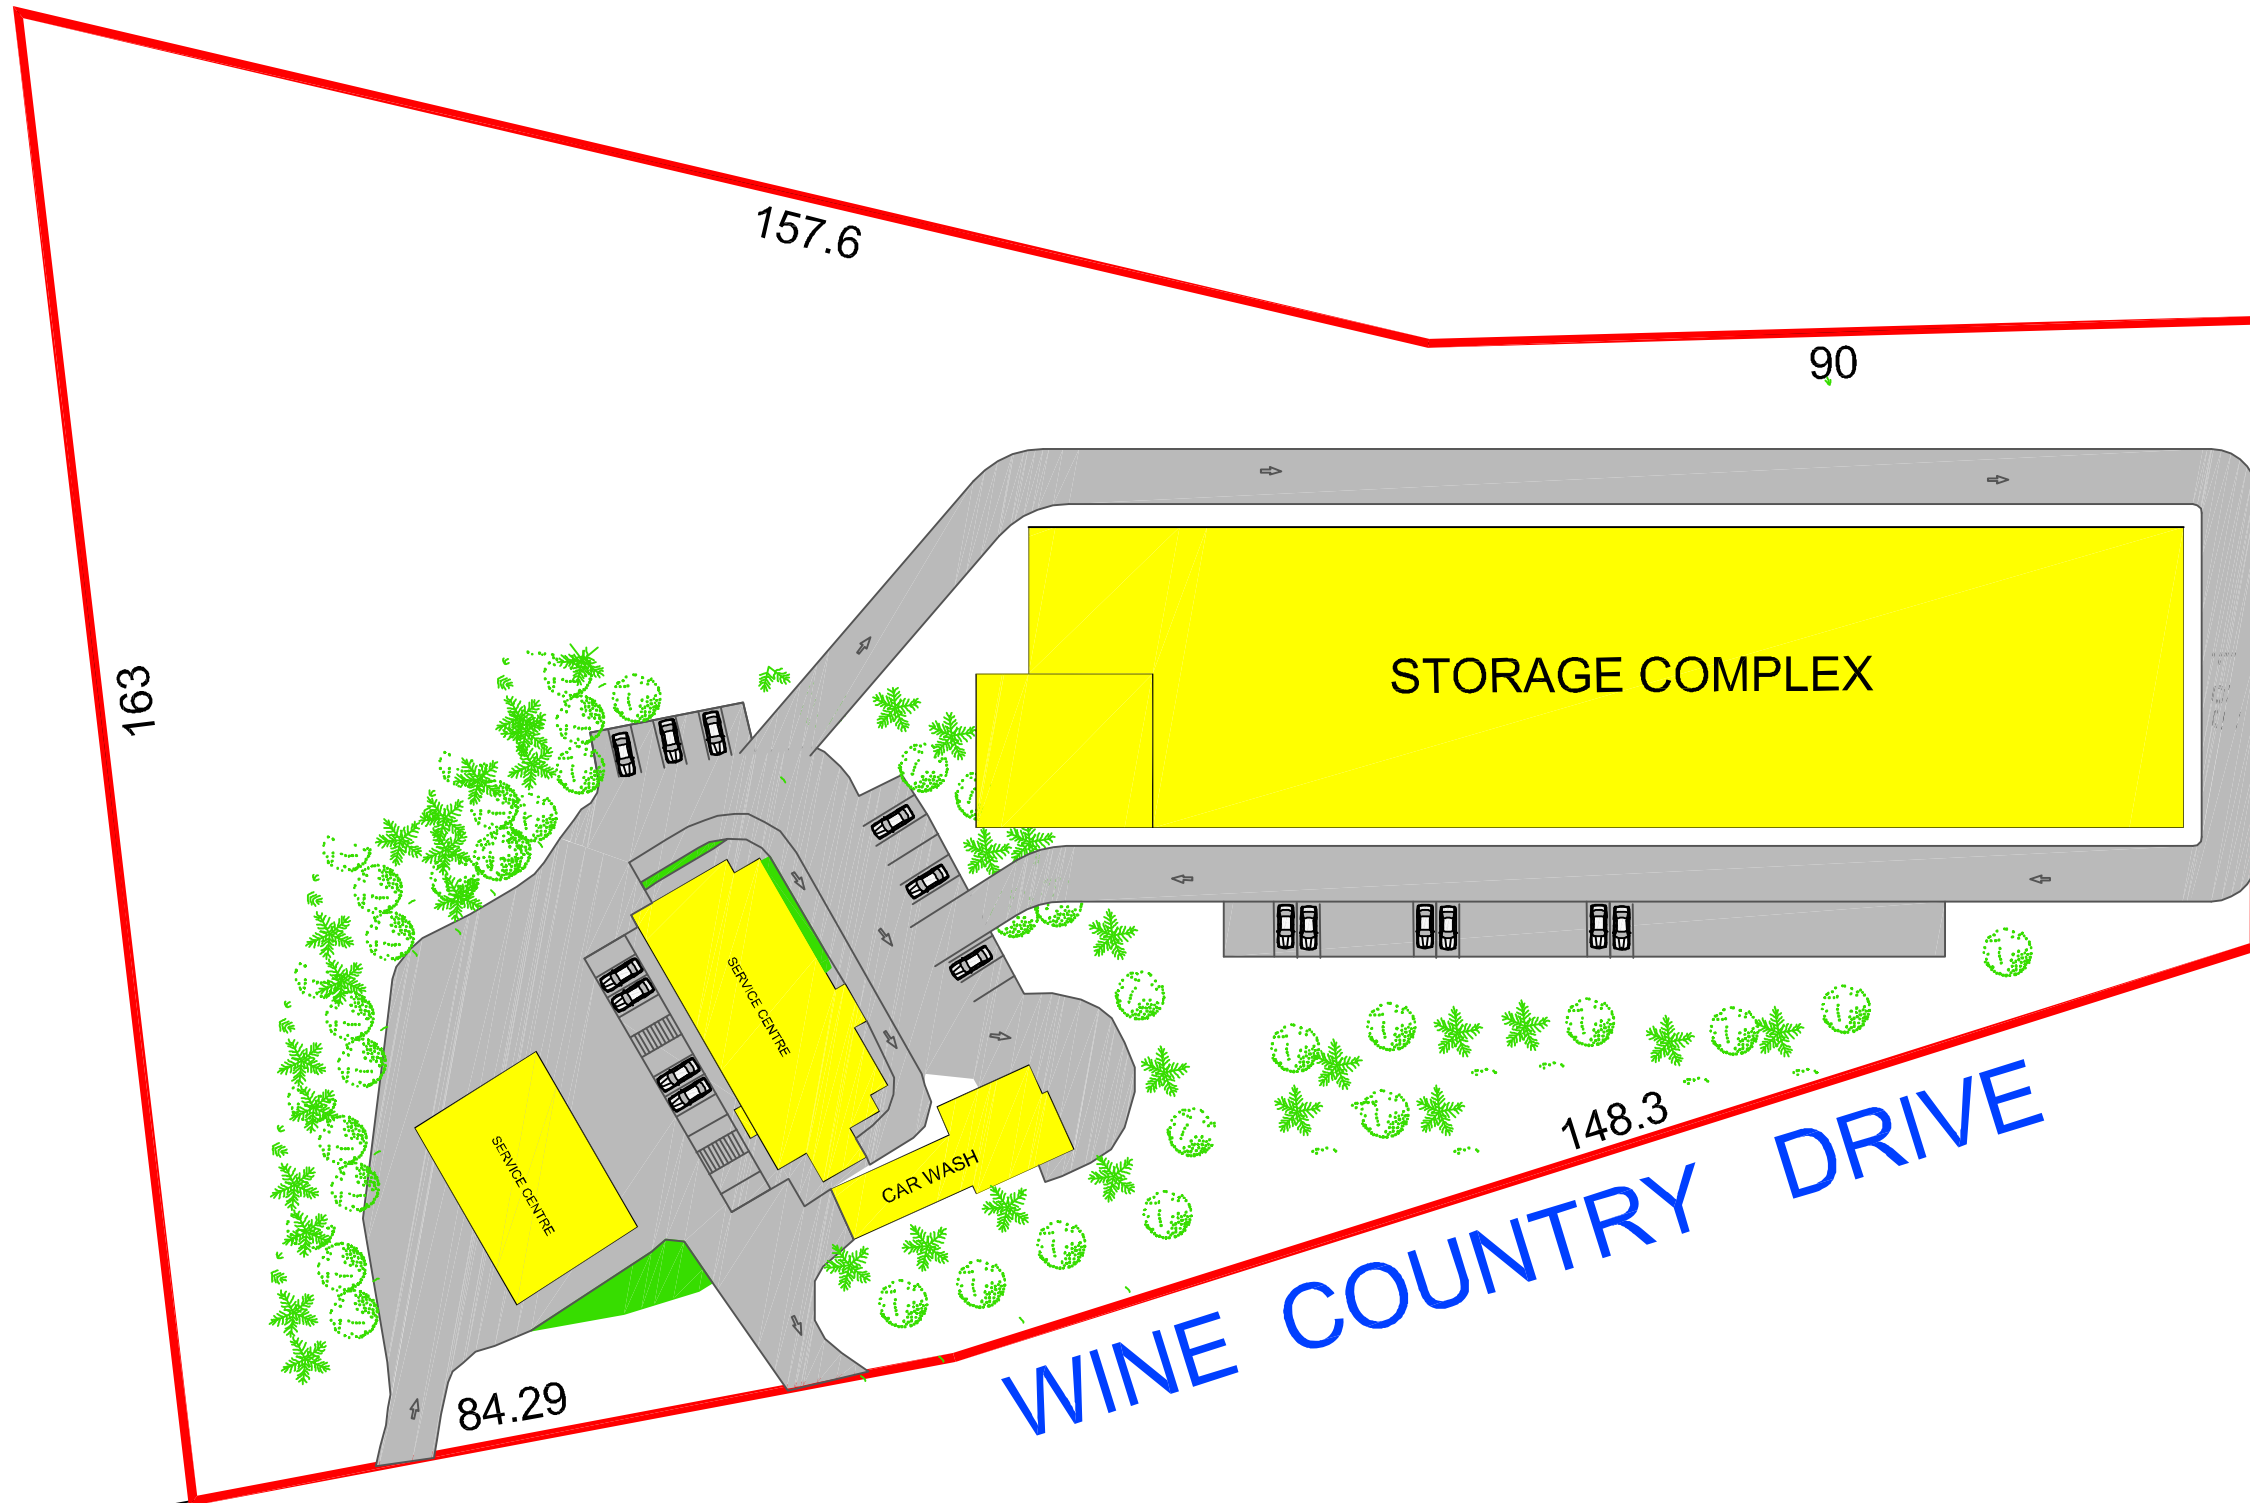 157.6
90
163
STORAGE COMPLEX
SERVICE CENTRE
SERVICE CENTRE
CAR WASH
148.3
84.29
WINE COUNTRY DRIVE